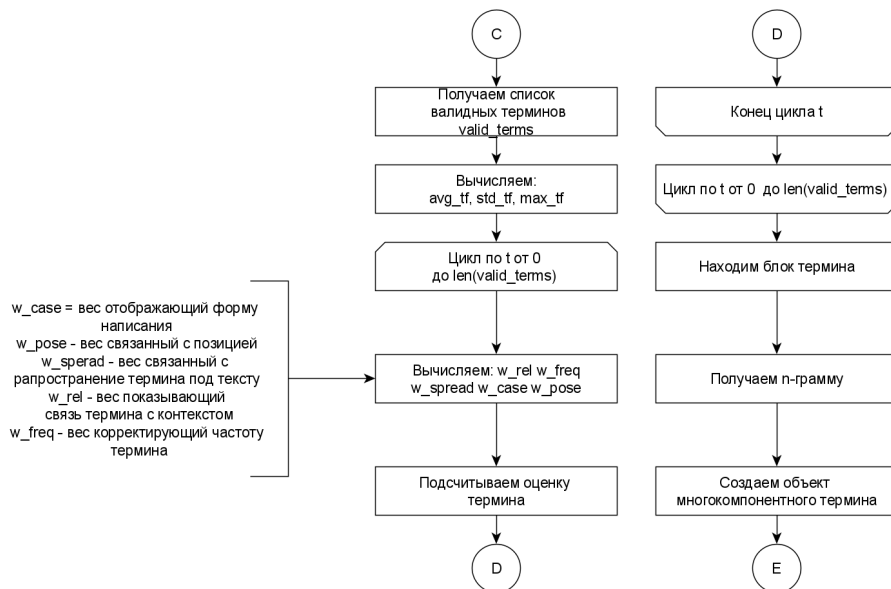 C
Получаем список
валидных терминов
valid_terms
Вычисляем:
avg_tf, std_tf, max_tf
Цикл по t от 0
до len(valid_terms)
w_case = вес отображающий форму
написания
w_pose - вес связанный с позицией
w_sperad - вес связанный с
рапространение термина под тексту
w_rel - вес показывающий
связь термина с контекстом
w_freq - вес корректирующий частоту
термина
Вычисляем: w_rel w_freq
w_spread w_case w_pose
Подсчитываем оценку
термина
D
D
Конец цикла t
Цикл по t от 0 до len(valid_terms)
Находим блок термина
Получаем n-грамму
Создаем объект
многокомпонентного термина
E